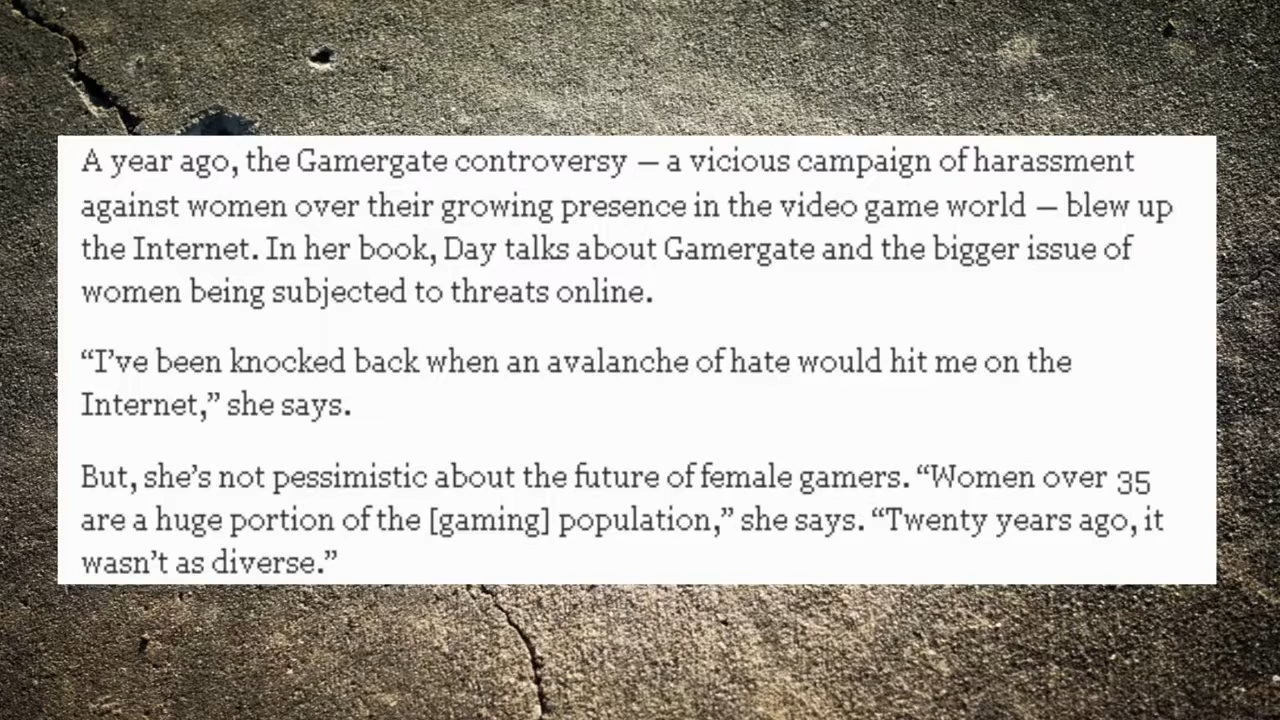 A year ago, the Gamergate controversy — a vicious campaign of harassment
against women over their growing presence in the video game world — blew up
the Internet. In her book, Day talks about Gamergate and the bigger issue of
women being subjected to threats online.
“I’ve been knocked back when an avalanche of hate would hit me on the
Internet,” she says.
But, she’s not pessimistic about the future of female gamers. “Women over 35
are a huge portion of the [gaming] population,” she says. “Twenty years ago, it
wasn’t as diverse.”